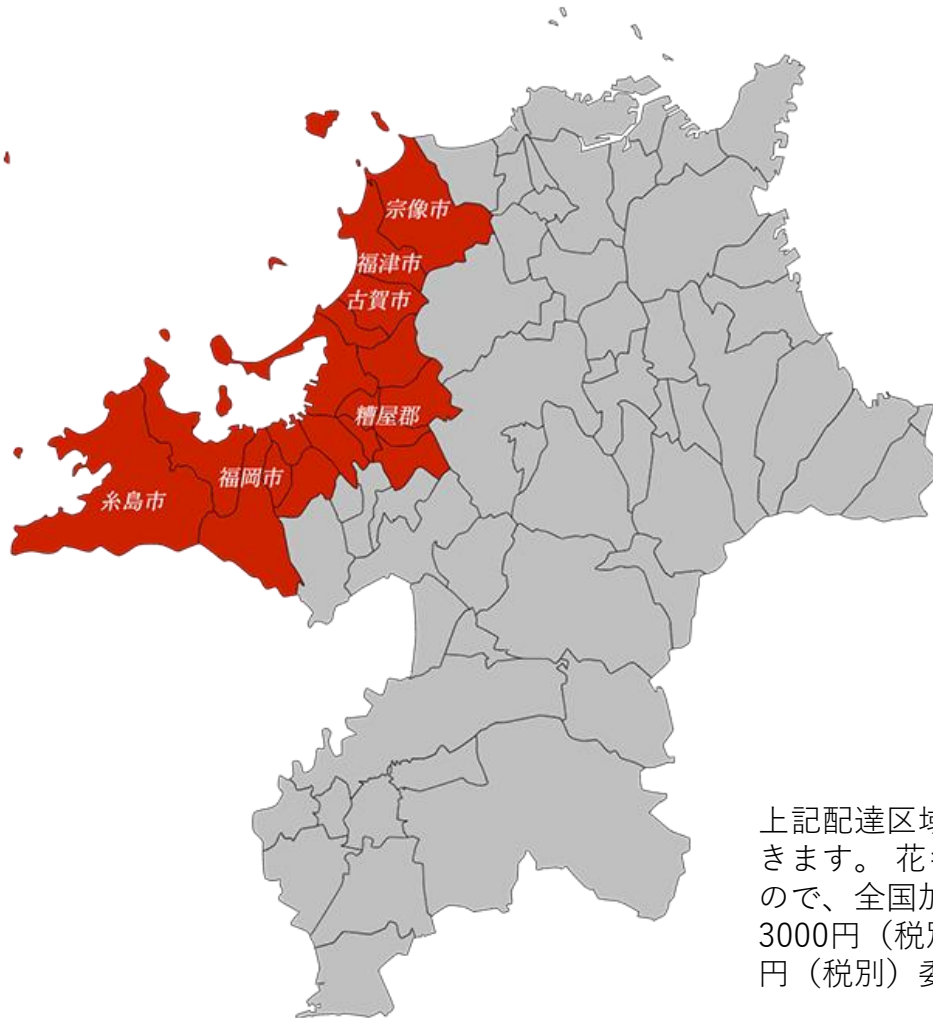 宗像市
福津市
古賀市
糟屋郡
福岡市
糸島市
上記配達区
きます。 花
ので、全国
3000円（税
円（税別）